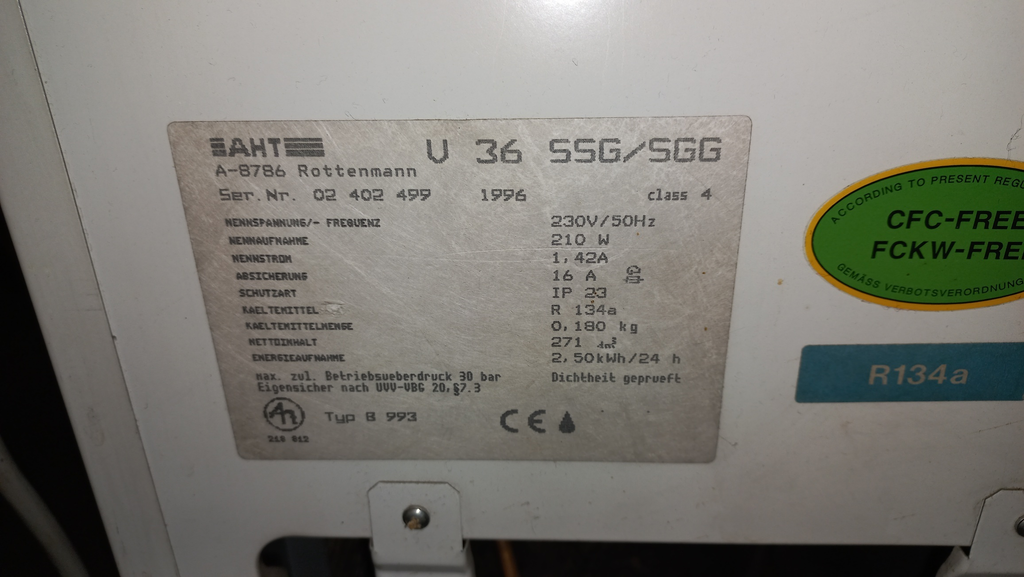 AHT
U 36 SSG/SGG
A-8786 Rottenmann
Ser.Nr. 02 402 499 1996 class 4
NENNSPANNUNG/- FREQUENZ 230V/50Hz
NENNAUFNAHME 210 W
NENNSTROM 1,42A
ABSICHERUNG 16 A
SCHUTZART IP 23
KAELTEMITTEL R 134a
KAELTEMITTELMENGE 0,180 kg
NETTOINHALT 271 dm³
ENERGIEAUFNAHME 2,50kWh/24 h
max. zul. Betriebsueberdruck 30 bar Dichtheit geprueft
Eigensicher nach UVV-VBG 20,§7.3
Typ B 993 CE
218 012
ACCORDING TO PRESENT REGU
CFC-FREE
FCKW-FREI
GEMÄSS VERBOTSVERORDNUNG
R134a